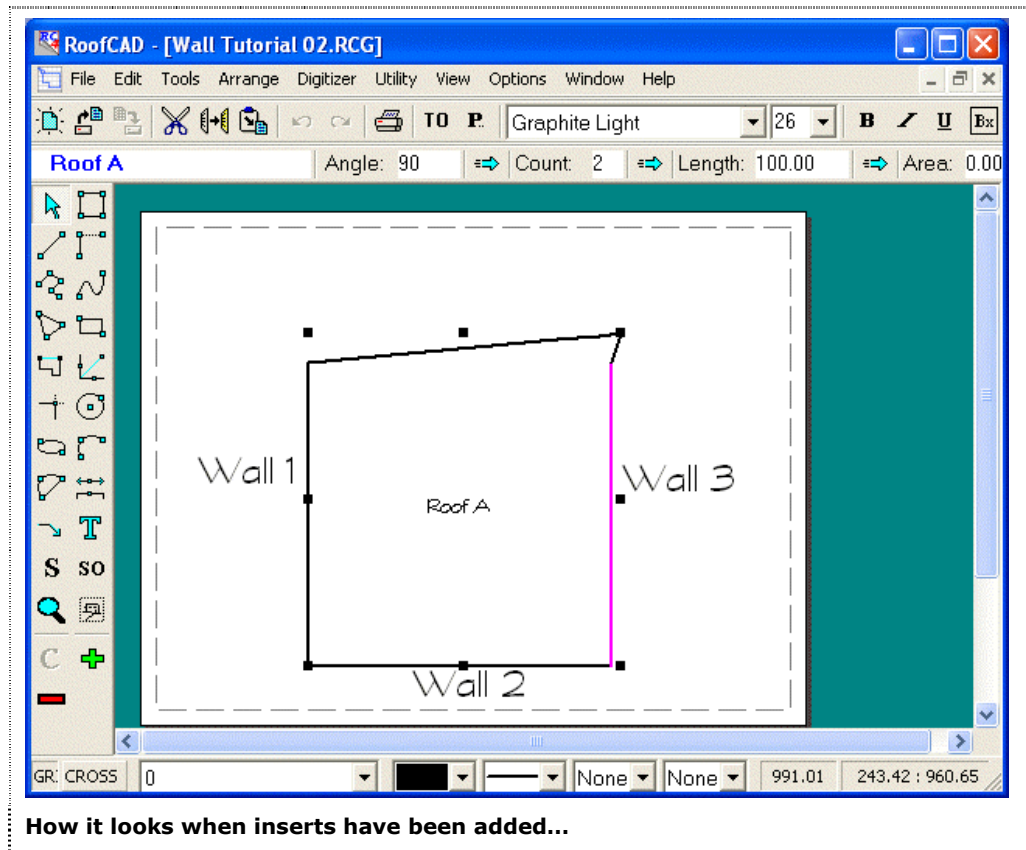 RoofCAD - [Wall Tutorial 02.RCG]
File Edit Tools Arrange Digitizer Utility View Options Window Help
TO P. Graphite Light 26 B I U Bx
Roof A Angle: 90 Count: 2 Length: 100.00 Area: 0.00
Wall 1
Wall 3
Roof A
Wall 2
T
S SO
C
GR: CROSS 0 None None 991.01 243.42 : 960.65
How it looks when inserts have been added...